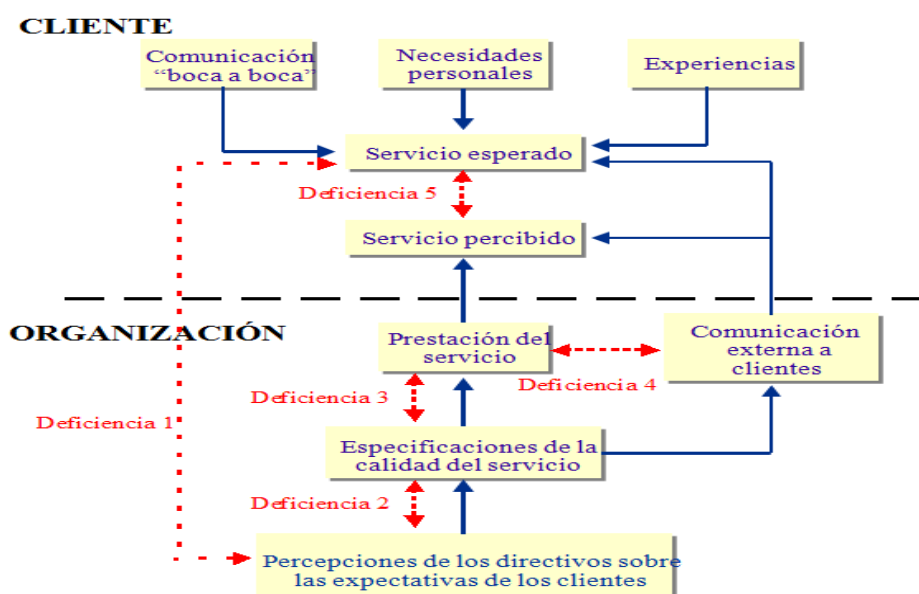 CLIENTE
Comunicación
“boca a boca”
Necesidades
personales
Experiencias
Servicio esperado
Deficiencia 5
Servicio percibido
ORGANIZACIÓN
Prestación del
servicio
Comunicación
externa a
clientes
Deficiencia 4
Deficiencia 3
Deficiencia 1
Especificaciones de la
calidad del servicio
Deficiencia 2
Percepciones de los directivos sobre
las expectativas de los clientes